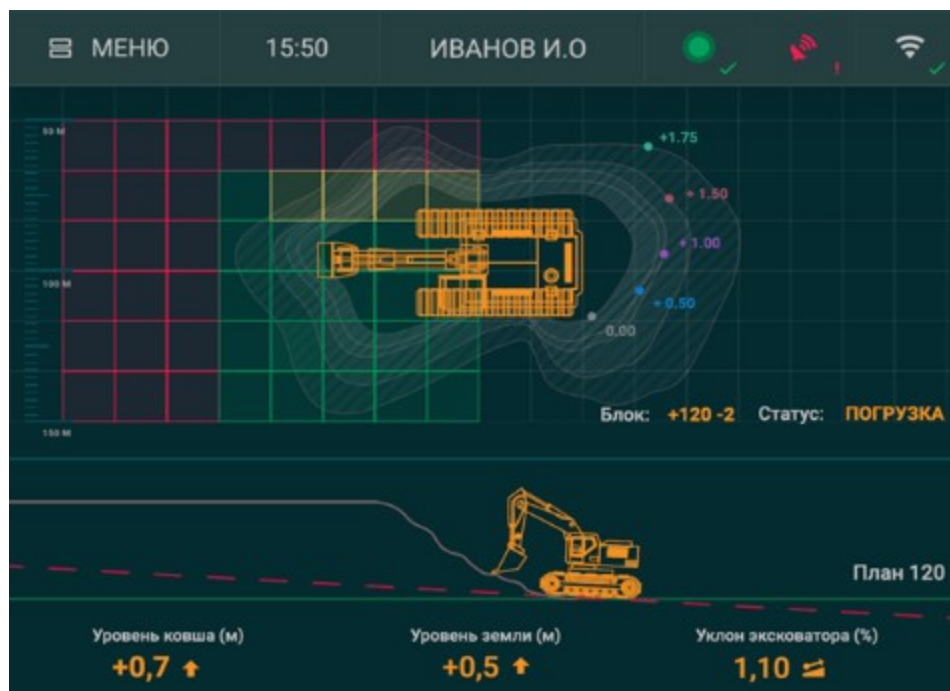 МЕНЮ 15:50 ИВАНОВ И.О
50 М
+1.75
+ 1.50
+ 1.00
100 М
+ 0.50
0.00
Блок: +120 -2 Статус: ПОГРУЗКА
150 М
План 120
Уровень ковша (м) Уровень земли (м) Уклон эксковатора (%)
+0,7 +0,5 1,10